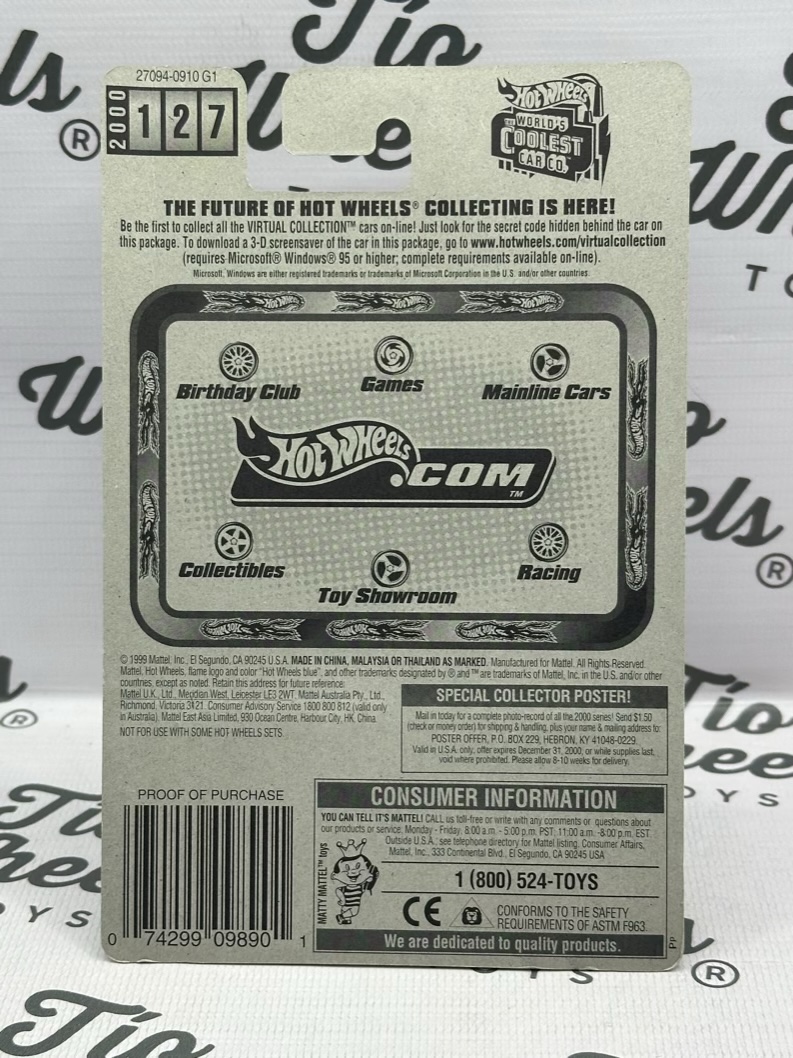 27094-0910 G1
2000
127
HOT WHEELS
THE WORLD'S
COOLEST
CAR CO.™
THE FUTURE OF HOT WHEELS® COLLECTING IS HERE!
Be the first to collect all the VIRTUAL COLLECTION™ cars on-line! Just look for the secret code hidden behind the car on
this package. To download a 3-D screensaver of the car in this package, go to www.hotwheels.com/virtualcollection
(requires Microsoft® Windows® 95 or higher; complete requirements available on-line).
Microsoft, Windows are either registered trademarks or trademarks of Microsoft Corporation in the U.S. and/or other countries.
Birthday Club
Games
Mainline Cars
HOT WHEELS
.COM
™
Collectibles
Toy Showroom
Racing
© 1999 Mattel, Inc., El Segundo, CA 90245 U.S.A. MADE IN CHINA, MALAYSIA OR THAILAND AS MARKED. Manufactured for Mattel. All Rights Reserved.
Mattel, Hot Wheels, flame logo and color "Hot Wheels blue", and other trademarks designated by ® and ™ are trademarks of Mattel, Inc. in the U.S. and/or other
countries, except as noted. Retain this address for future reference:
Mattel U.K., Ltd., Meridian West, Leicester LE3 2WT. Mattel Australia Pty., Ltd.,
Richmond, Victoria 3121. Consumer Advisory Service 1800 800 812 (valid only
in Australia). Mattel East Asia Limited, 930 Ocean Centre, Harbour City, HK, China.
NOT FOR USE WITH SOME HOT WHEELS SETS.
SPECIAL COLLECTOR POSTER!
Mail in today for a complete photo-record of all the 2000 series! Send $1.50
(check or money order) for shipping & handling, plus your name & mailing address to:
POSTER OFFER, P.O. BOX 229, HEBRON, KY 41048-0229.
Valid in U.S.A. only; offer expires December 31, 2000, or while supplies last,
void where prohibited. Please allow 8-10 weeks for delivery.
PROOF OF PURCHASE
0 74299 09890 1
CONSUMER INFORMATION
YOU CAN TELL IT'S MATTEL! CALL us toll-free or write with any comments or questions about
our products or service, Monday - Friday, 8:00 a.m. - 5:00 p.m. PST; 11:00 a.m. -8:00 p.m. EST.
Outside U.S.A., see telephone directory for Mattel listing. Consumer Affairs,
Mattel, Inc., 333 Continental Blvd., El Segundo, CA 90245 USA
MATTY MATTEL™ toys
1 (800) 524-TOYS
CE
CONFORMS TO THE SAFETY
REQUIREMENTS OF ASTM F963.
We are dedicated to quality products.
Pp
Tio
Wheels
®
TOYS